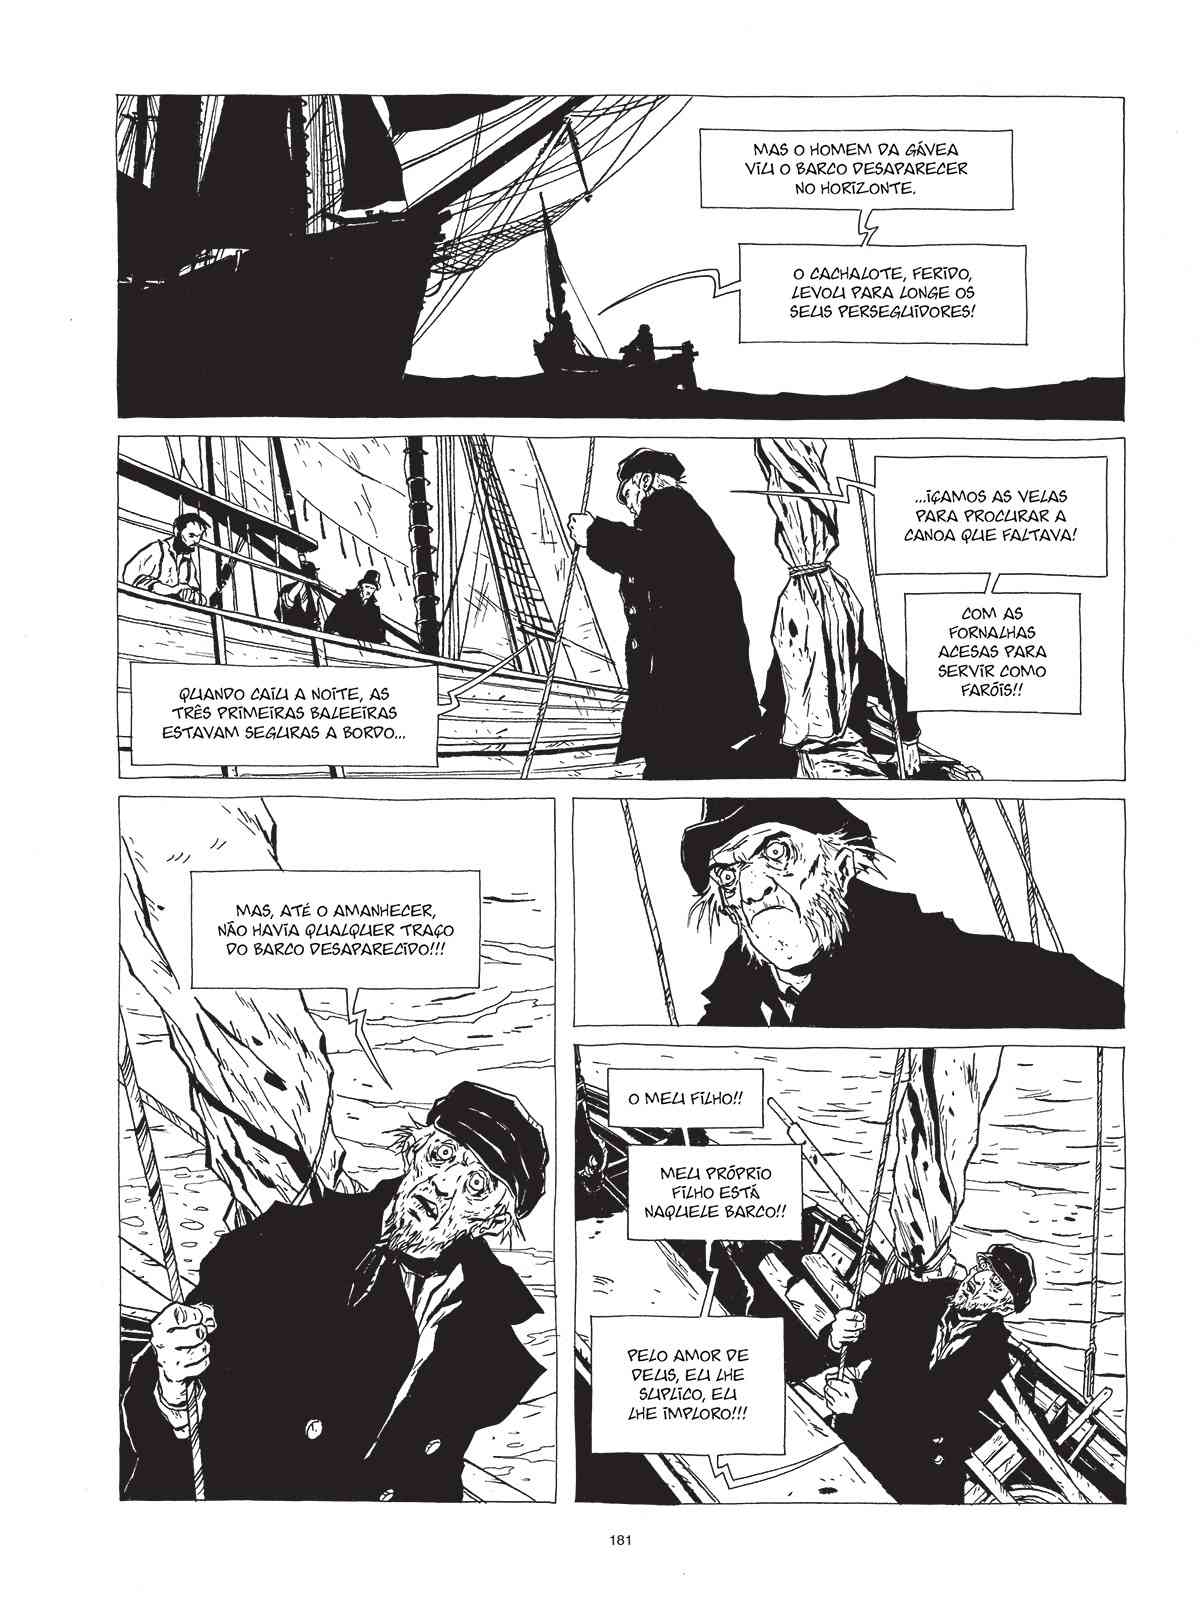 MAS O HOMEM DA GÁVEA
VIU O BARCO DESAPARECER
NO HORIZONTE.
O CACHALOTE, FERIDO,
LEVOU PARA LONGE OS
SEUS PERSEGUIDORES!
QUANDO CAIU A NOITE, AS
TRÊS PRIMEIRAS BALEEIRAS
ESTAVAM SEGURAS A BORDO...
...IÇAMOS AS VELAS
PARA PROCURAR A
CANOA QUE FALTAVA!
COM AS
FORNALHAS
ACESAS PARA
SERVIR COMO
FARÓIS!!
MAS, ATÉ O AMANHECER,
NÃO HAVIA QUALQUER TRAÇO
DO BARCO DESAPARECIDO!!!
O MEU FILHO!!
MEU PRÓPRIO
FILHO ESTÁ
NAQUELE BARCO!!
PELO AMOR DE
DEUS, EU LHE
SUPLICO, EU
LHE IMPLORO!!!
181